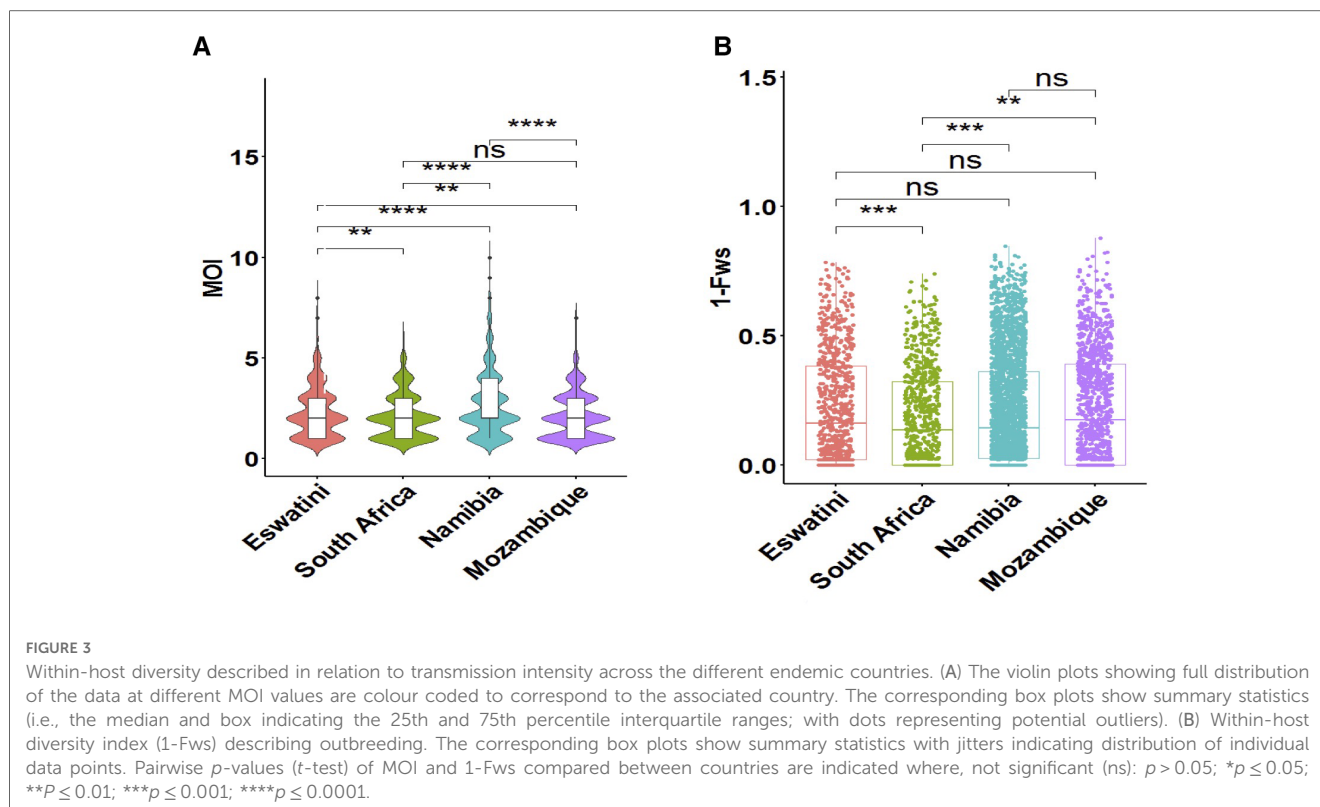 A
B
MOI
15
10
5
0
****
ns
****
**
****
**
Eswatini
South Africa
Namibia
Mozambique
1-Fws
1.5
1.0
0.5
0.0
ns
**
***
ns
ns
***
Eswatini
South Africa
Namibia
Mozambique
FIGURE 3
Within-host diversity described in relation to transmission intensity across the different endemic countries. (A) The violin plots showing full distribution
of the data at different MOI values are colour coded to correspond to the associated country. The corresponding box plots show summary statistics
(i.e., the median and box indicating the 25th and 75th percentile interquartile ranges; with dots representing potential outliers). (B) Within-host
diversity index (1-Fws) describing outbreeding. The corresponding box plots show summary statistics with jitters indicating distribution of individual
data points. Pairwise p-values (t-test) of MOI and 1-Fws compared between countries are indicated where, not significant (ns): p > 0.05; *p ≤ 0.05;
**P ≤ 0.01; ***p ≤ 0.001; ****p ≤ 0.0001.